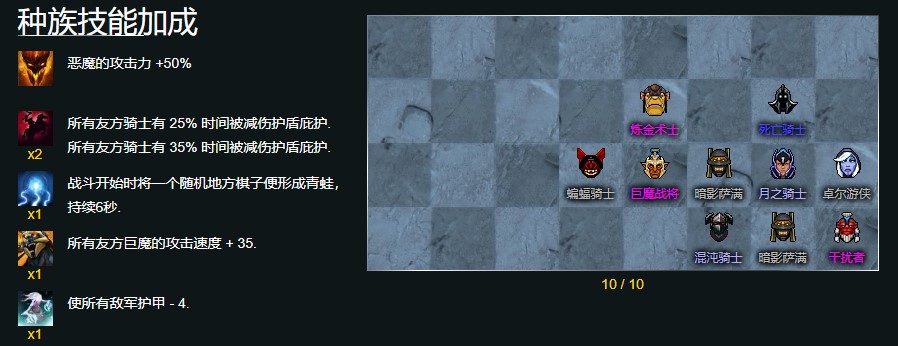 种族技能加成
恶魔的攻击力 +50%
x2
所有友方骑士有 25% 时间被减伤护盾庇护.
所有友方骑士有 35% 时间被减伤护盾庇护.
x1
战斗开始时将一个随机地方棋子便形成青蛙，
持续6秒.
x1
所有友方巨魔的攻击速度 + 35.
x1
使所有敌军护甲 - 4.
炼金术士
死亡骑士
蝙蝠骑士
巨魔战将
暗影萨满
月之骑士
卓尔游侠
混沌骑士
暗影萨满
干扰者
10 / 10